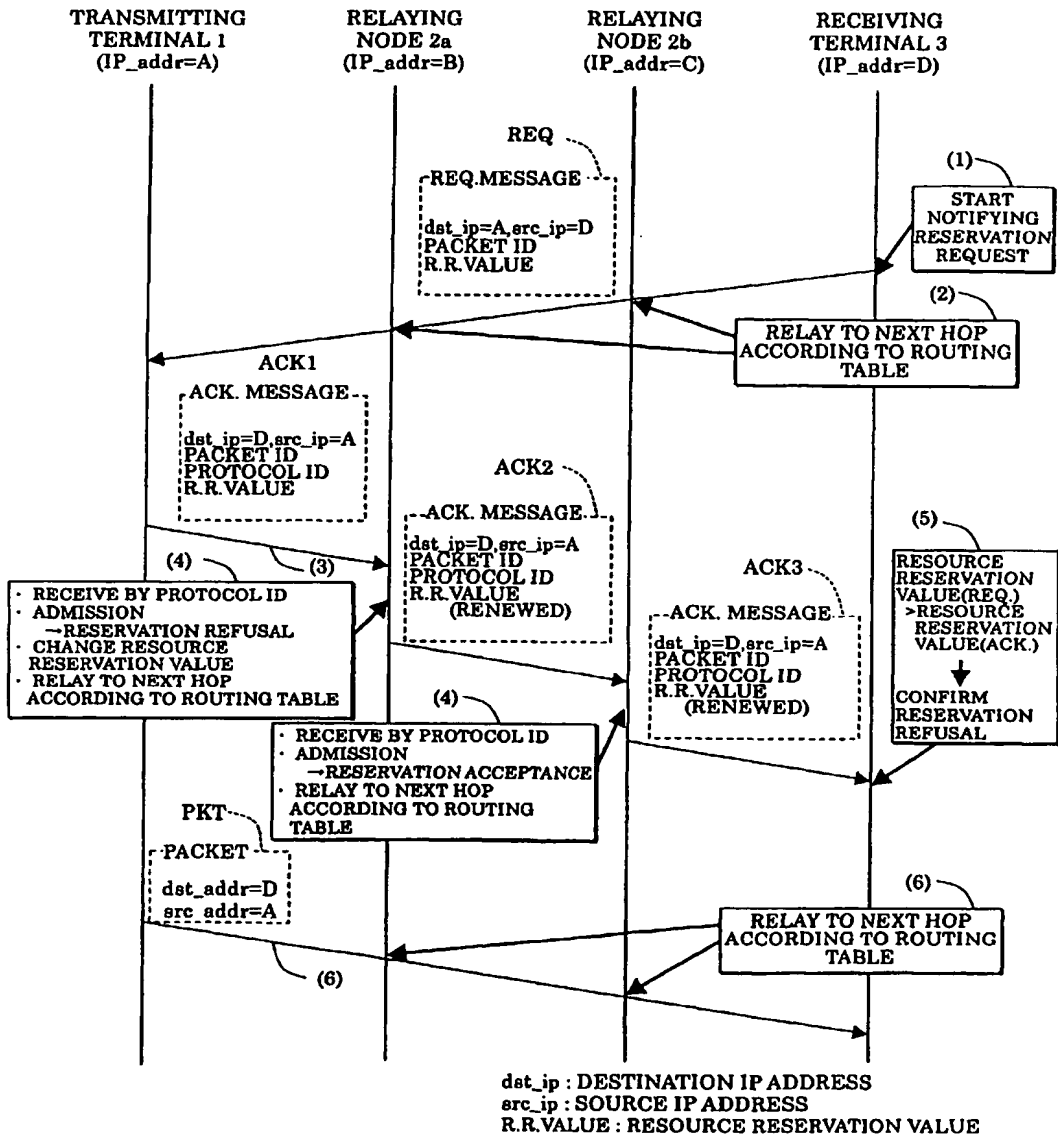 TRANSMITTING
TERMINAL 1
(IP_addr=A)
RELAYING
NODE 2a
(IP_addr=B)
RELAYING
NODE 2b
(IP_addr=C)
RECEIVING
TERMINAL 3
(IP_addr=D)
REQ
REQ.MESSAGE
dst_ip=A,src_ip=D
PACKET ID
R.R.VALUE
(1)
START
NOTIFYING
RESERVATION
REQUEST
(2)
RELAY TO NEXT HOP
ACCORDING TO ROUTING
TABLE
ACK1
ACK. MESSAGE
dst_ip=D,src_ip=A
PACKET ID
PROTOCOL ID
R.R.VALUE
(3)
ACK2
ACK. MESSAGE
dst_ip=D,src_ip=A
PACKET ID
PROTOCOL ID
R.R.VALUE
(RENEWED)
(4)
· RECEIVE BY PROTOCOL ID
· ADMISSION
→RESERVATION REFUSAL
· CHANGE RESOURCE
RESERVATION VALUE
· RELAY TO NEXT HOP
ACCORDING TO ROUTING TABLE
ACK3
ACK. MESSAGE
dst_ip=D,src_ip=A
PACKET ID
PROTOCOL ID
R.R.VALUE
(RENEWED)
(5)
RESOURCE
RESERVATION
VALUE(REQ.)
>RESOURCE
RESERVATION
VALUE(ACK.)
CONFIRM
RESERVATION
REFUSAL
(4)
· RECEIVE BY PROTOCOL ID
· ADMISSION
→RESERVATION ACCEPTANCE
· RELAY TO NEXT HOP
ACCORDING TO ROUTING
TABLE
PKT
PACKET
dst_addr=D
src_addr=A
(6)
(6)
RELAY TO NEXT HOP
ACCORDING TO ROUTING
TABLE
dst_ip : DESTINATION IP ADDRESS
src_ip : SOURCE IP ADDRESS
R.R.VALUE : RESOURCE RESERVATION VALUE